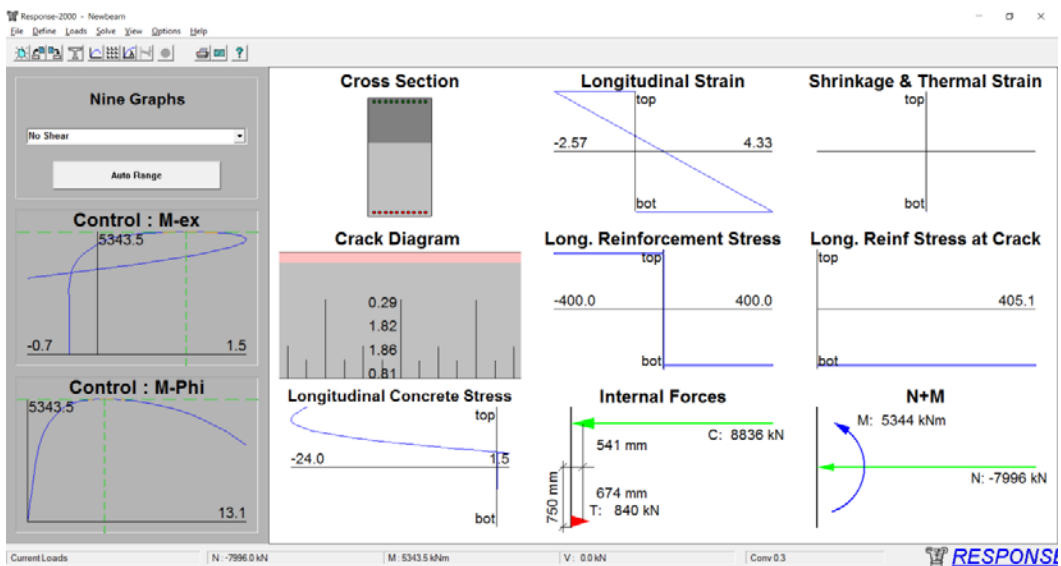 Response-2000 - Newbeam
File Define Loads Solve View Options Help
Nine Graphs
No Shear
Auto Range
Control : M-ex
5343.5
-0.7 1.5
Control : M-Phi
5343.5
13.1
Cross Section
Longitudinal Strain
top
-2.57 4.33
bot
Shrinkage & Thermal Strain
top
bot
Crack Diagram
0.29
1.82
1.86
0.81
Long. Reinforcement Stress
top
-400.0 400.0
bot
Long. Reinf Stress at Crack
top
405.1
bot
Longitudinal Concrete Stress
top
-24.0 1.5
bot
Internal Forces
C: 8836 kN
541 mm
750 mm
674 mm
T: 840 kN
N+M
M: 5344 kNm
N: -7996 kN
Current Loads N : -7996.0 kN M : 5343.5 kNm V : 0.0 kN Conv 0.3
RESPONSE